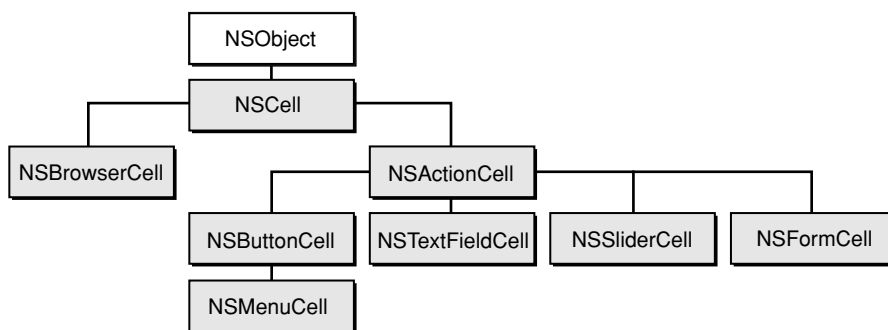 NSObject
NSCell
NSBrowserCell
NSActionCell
NSButtonCell
NSTextFieldCell
NSSliderCell
NSFormCell
NSMenuCell